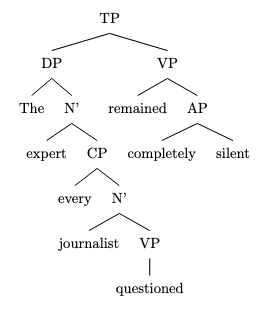 TP
DP VP
The N' remained AP
expert CP completely silent
every N'
journalist VP
questioned